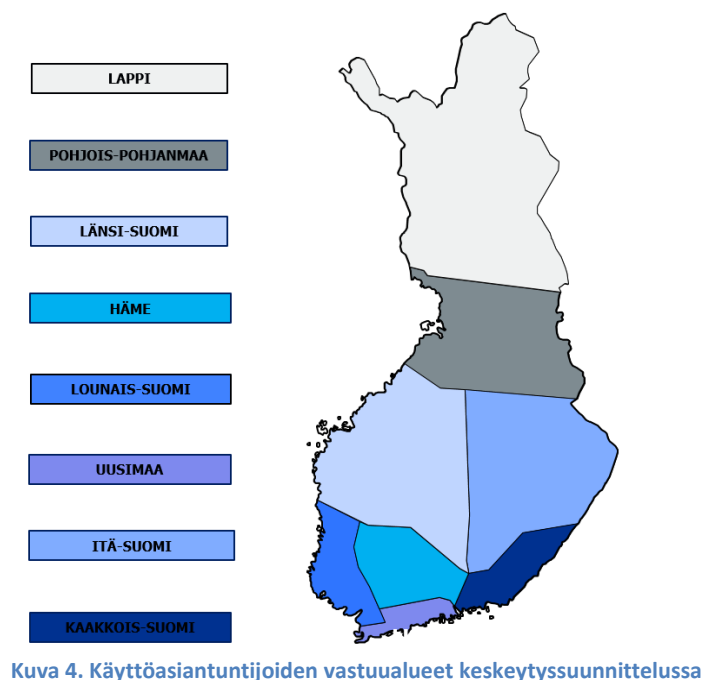 LAPPI
POHJOIS-POHJANMAA
LÄNSI-SUOMI
HÄME
LOUNAIS-SUOMI
UUSIMAA
ITÄ-SUOMI
KAAKKOIS-SUOMI
Kuva 4. Käyttöasiantuntijoiden vastuualueet keskeytyssuunnittelussa